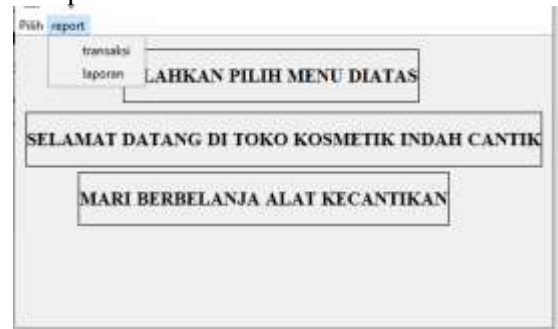 Pilih report
transaksi
laporan
LAHKAN PILIH MENU DIATAS
SELAMAT DATANG DI TOKO KOSMETIK INDAH CANTIK
MARI BERBELANJA ALAT KECANTIKAN